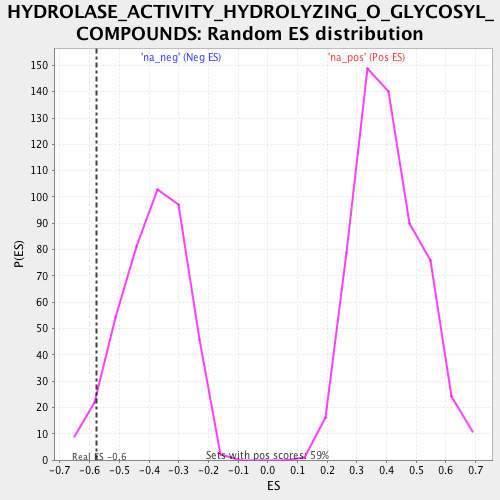 HYDROLASE_ACTIVITY_HYDROLYZING_O_GLYCOSYL_
COMPOUNDS: Random ES distribution
'na_neg' (Neg ES) 'na_pos' (Pos ES)
150
140
130
120
110
100
90
80
70
60
50
40
30
20
10
0
P(ES)
Real ES -0.6 Sets with pos scores: 59%
-0.7 -0.6 -0.5 -0.4 -0.3 -0.2 -0.1 0.0 0.1 0.2 0.3 0.4 0.5 0.6 0.7
ES